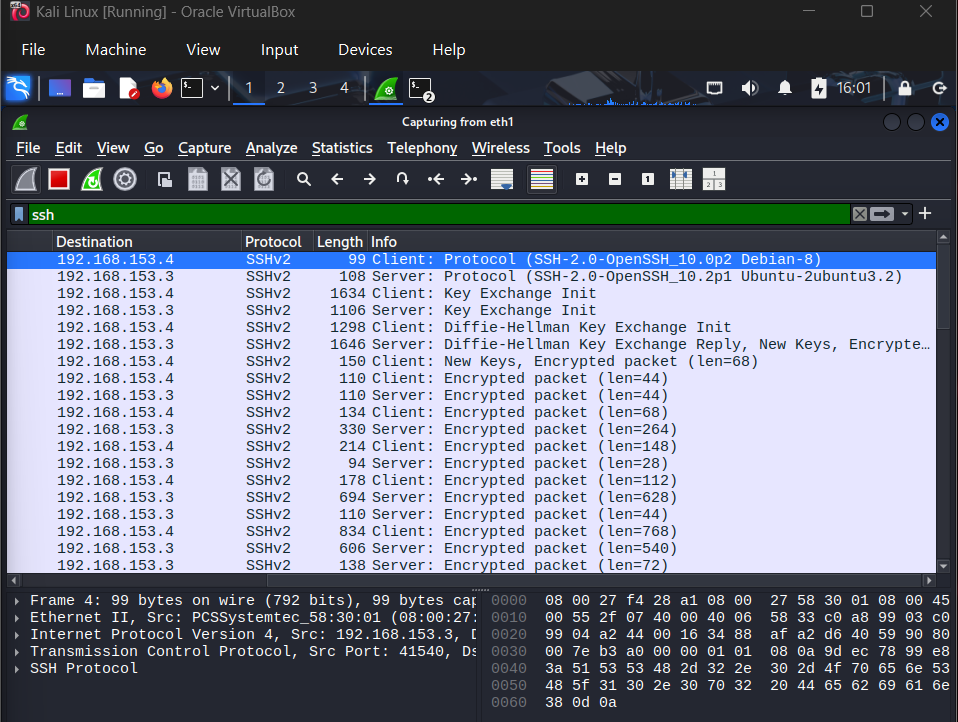 Kali Linux [Running] - Oracle VirtualBox
File Machine View Input Devices Help
1 2 3 4 2 16:01
Capturing from eth1
File Edit View Go Capture Analyze Statistics Telephony Wireless Tools Help
ssh
Destination Protocol Length Info
192.168.153.4 SSHv2 99 Client: Protocol (SSH-2.0-OpenSSH_10.0p2 Debian-8)
192.168.153.3 SSHv2 108 Server: Protocol (SSH-2.0-OpenSSH_10.2p1 Ubuntu-2ubuntu3.2)
192.168.153.4 SSHv2 1634 Client: Key Exchange Init
192.168.153.3 SSHv2 1106 Server: Key Exchange Init
192.168.153.4 SSHv2 1298 Client: Diffie-Hellman Key Exchange Init
192.168.153.3 SSHv2 1646 Server: Diffie-Hellman Key Exchange Reply, New Keys, Encrypte…
192.168.153.4 SSHv2 150 Client: New Keys, Encrypted packet (len=68)
192.168.153.4 SSHv2 110 Client: Encrypted packet (len=44)
192.168.153.3 SSHv2 110 Server: Encrypted packet (len=44)
192.168.153.4 SSHv2 134 Client: Encrypted packet (len=68)
192.168.153.3 SSHv2 330 Server: Encrypted packet (len=264)
192.168.153.4 SSHv2 214 Client: Encrypted packet (len=148)
192.168.153.3 SSHv2 94 Server: Encrypted packet (len=28)
192.168.153.4 SSHv2 178 Client: Encrypted packet (len=112)
192.168.153.3 SSHv2 694 Server: Encrypted packet (len=628)
192.168.153.3 SSHv2 110 Server: Encrypted packet (len=44)
192.168.153.4 SSHv2 834 Client: Encrypted packet (len=768)
192.168.153.3 SSHv2 606 Server: Encrypted packet (len=540)
192.168.153.3 SSHv2 138 Server: Encrypted packet (len=72)
Frame 4: 99 bytes on wire (792 bits), 99 bytes cap
Ethernet II, Src: PCSSystemtec_58:30:01 (08:00:27:
Internet Protocol Version 4, Src: 192.168.153.3, D
Transmission Control Protocol, Src Port: 41540, Ds
SSH Protocol
0000 08 00 27 f4 28 a1 08 00 27 58 30 01 08 00 45
0010 00 55 2f 07 40 00 40 06 58 33 c0 a8 99 03 c0
0020 99 04 a2 44 00 16 34 88 af a2 d6 40 59 90 80
0030 00 7e b3 a0 00 00 01 01 08 0a 9d ec 78 99 e8
0040 3a 51 53 53 48 2d 32 2e 30 2d 4f 70 65 6e 53
0050 48 5f 31 30 2e 30 70 32 20 44 65 62 69 61 6e
0060 38 0d 0a